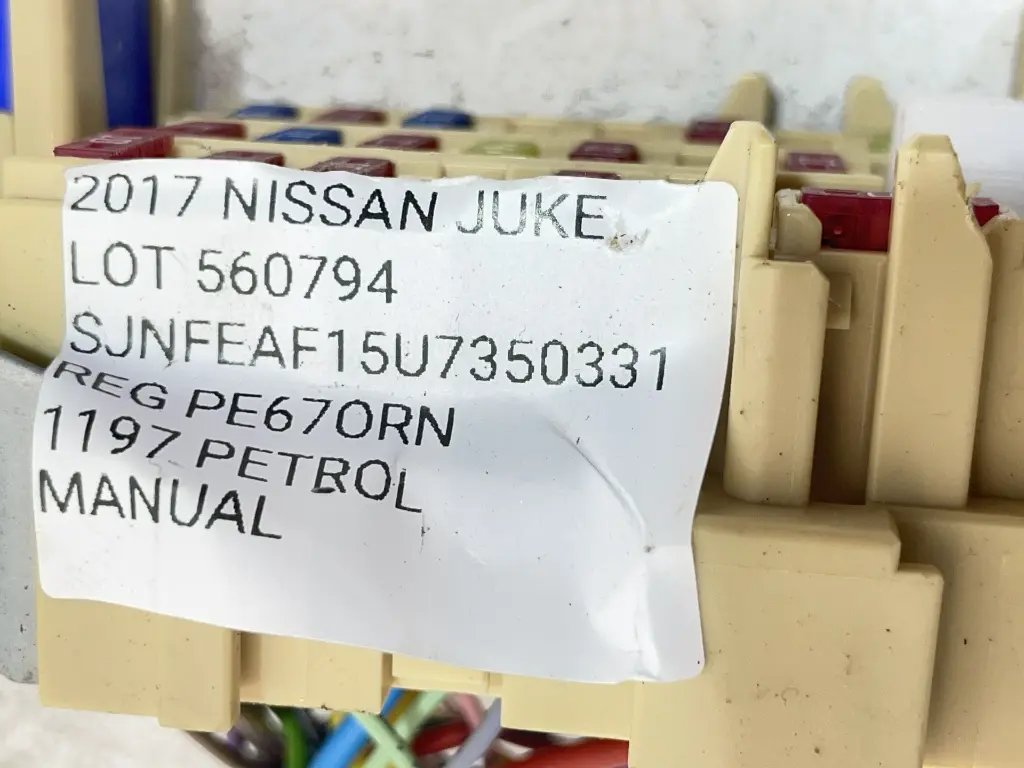 2017 NISSAN JUKE
LOT 560794
SJNFEAF15U7350331
REG PE67ORN
1197 PETROL
MANUAL